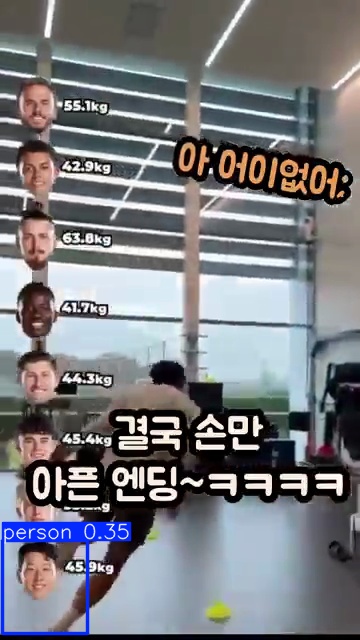 55.1kg
42.9kg
아 어이없어;
63.8kg
41.7kg
44.3kg
45.4kg
결국 손만
아픈 엔딩~ㅋㅋㅋㅋ
person 0.35
45.9kg